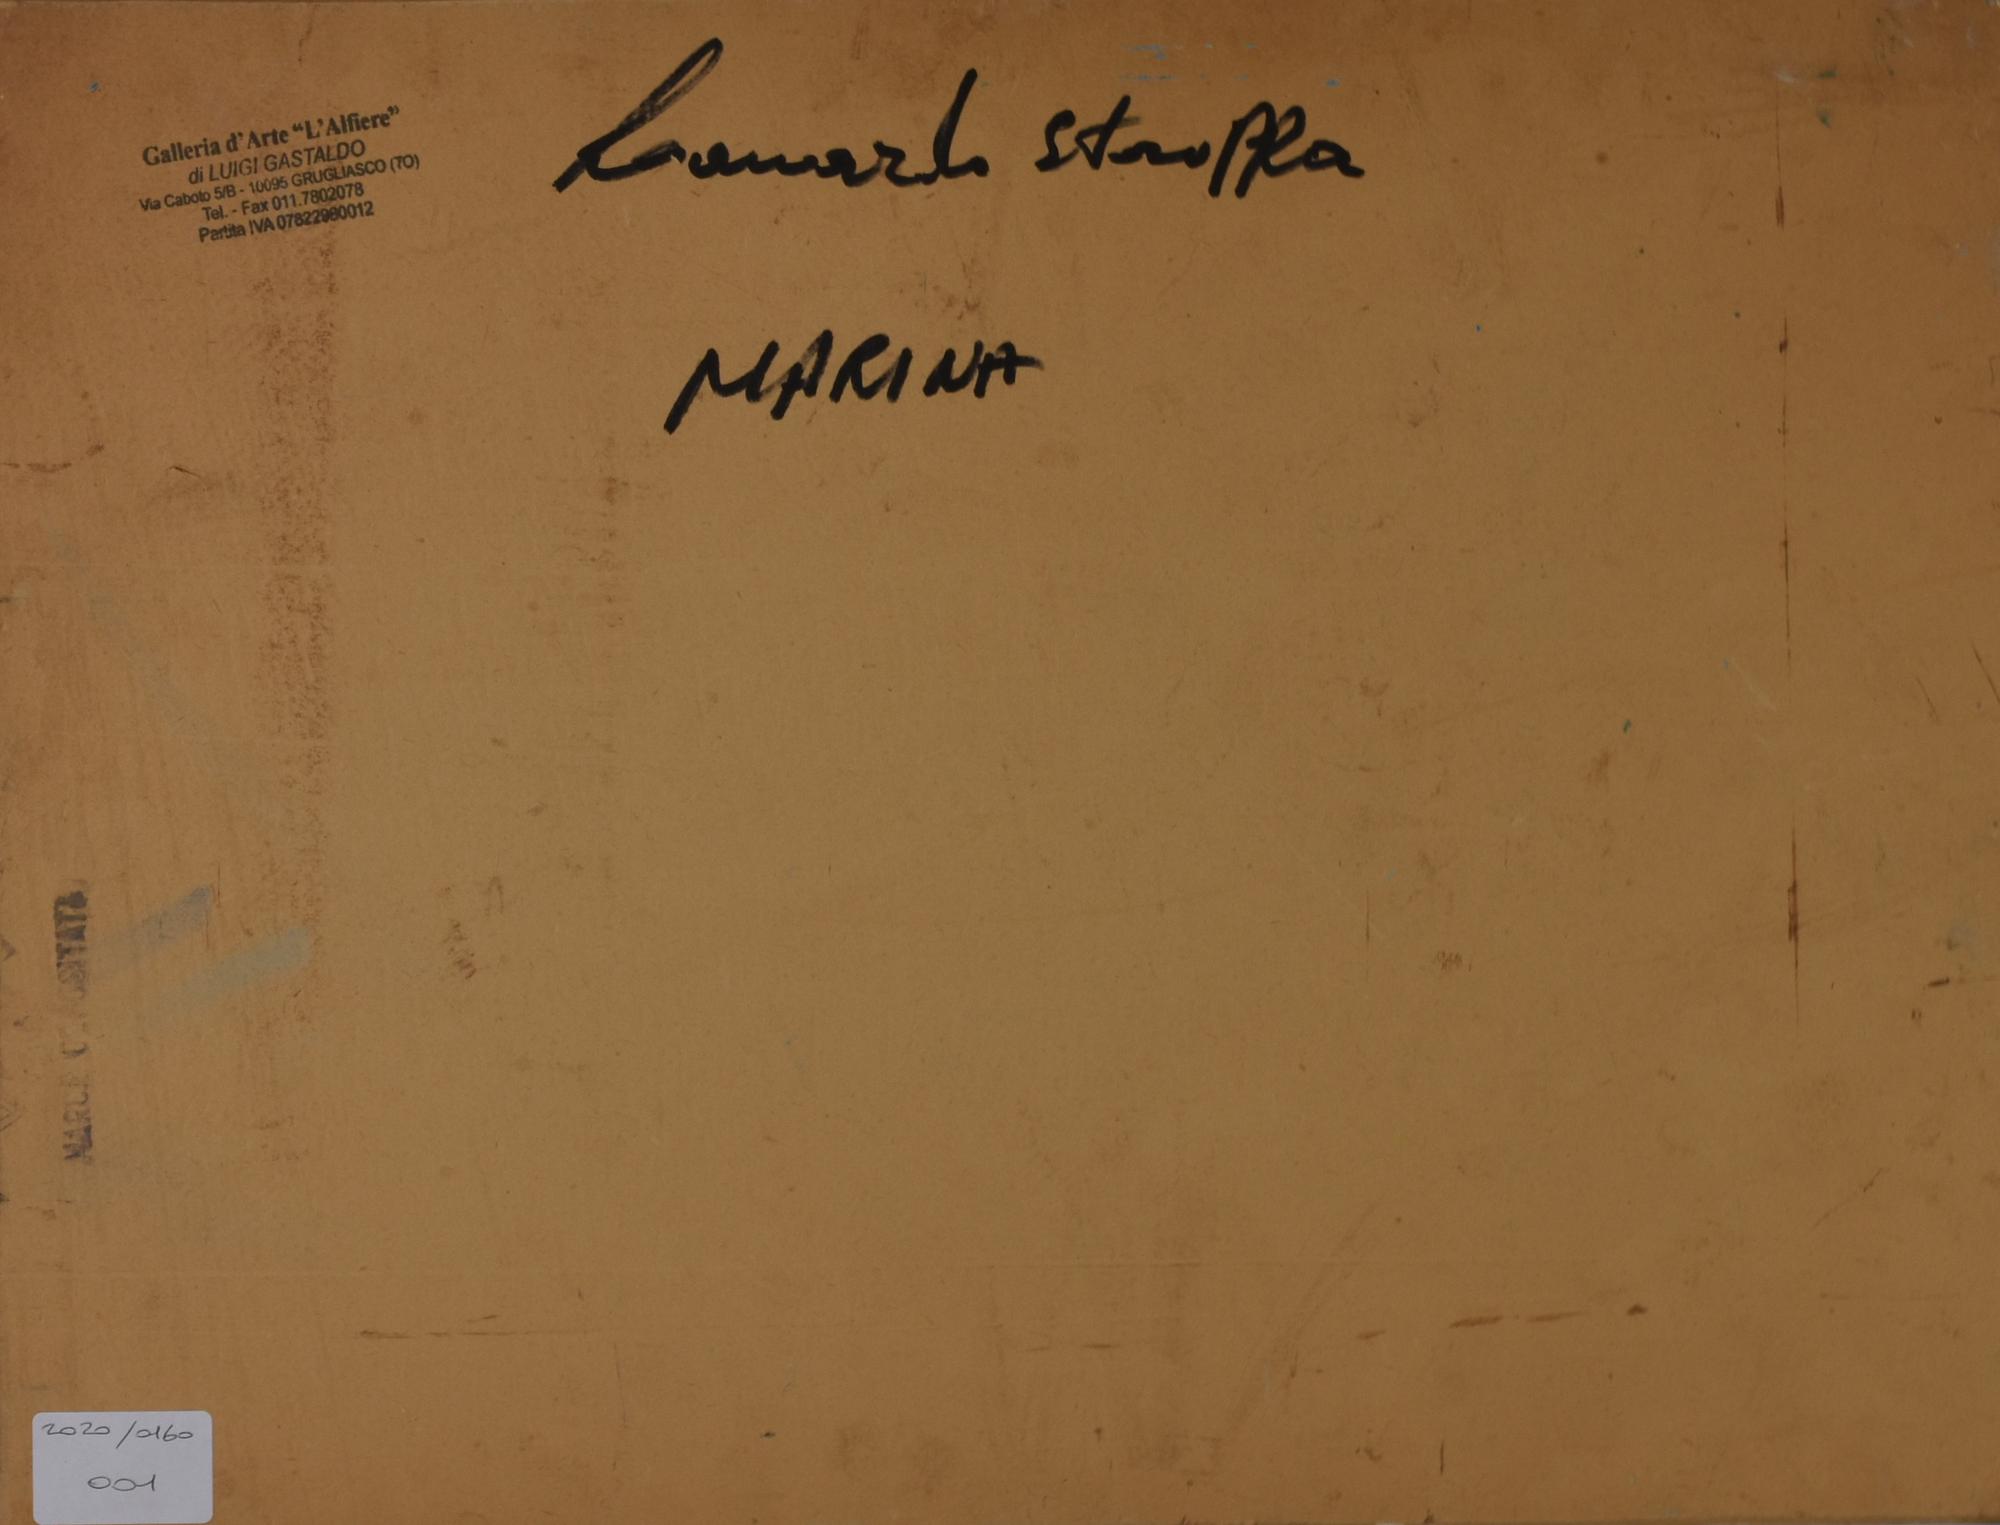 Galleria d'Arte "L'Alfiere"
di LUIGI GASTALDO
Via Caboto 5/B - 10095 GRUGLIASCO (TO)
Tel. - Fax 011.7802078
Partita IVA 07822980012
Leonardo Stroppa
MARINA
2020/0160
001